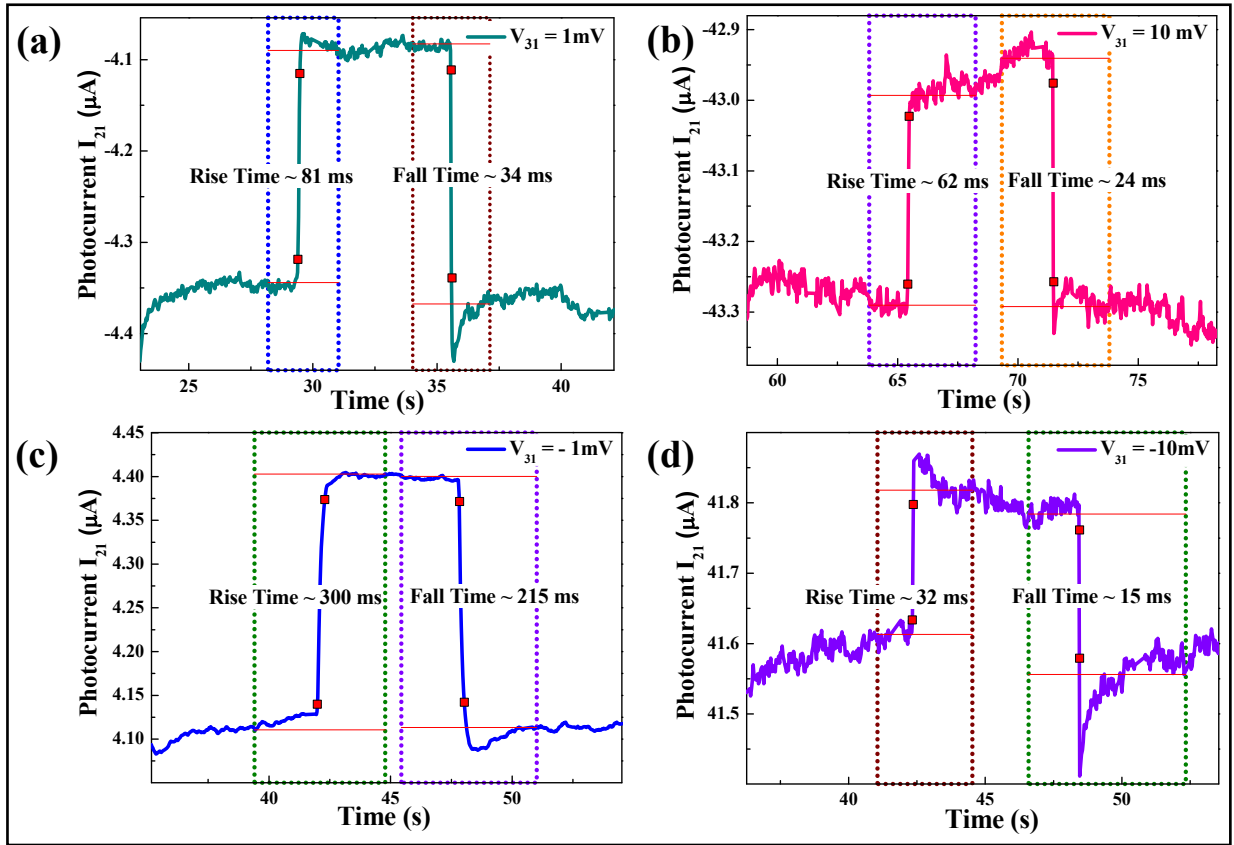 (a)
V31 = 1mV
Photocurrent I21 (μA)
-4.1
-4.2
-4.3
-4.4
Rise Time ~ 81 ms
Fall Time ~ 34 ms
25
30
35
40
Time (s)
(b)
V31 = 10 mV
Photocurrent I21 (μA)
-42.9
-43.0
-43.1
-43.2
-43.3
Rise Time ~ 62 ms
Fall Time ~ 24 ms
60
65
70
75
Time (s)
(c)
V31 = - 1mV
Photocurrent I21 (μA)
4.45
4.40
4.35
4.30
4.25
4.20
4.15
4.10
Rise Time ~ 300 ms
Fall Time ~ 215 ms
40
45
50
Time (s)
(d)
V31 = -10mV
Photocurrent I21 (μA)
41.8
41.7
41.6
41.5
Rise Time ~ 32 ms
Fall Time ~ 15 ms
40
45
50
Time (s)